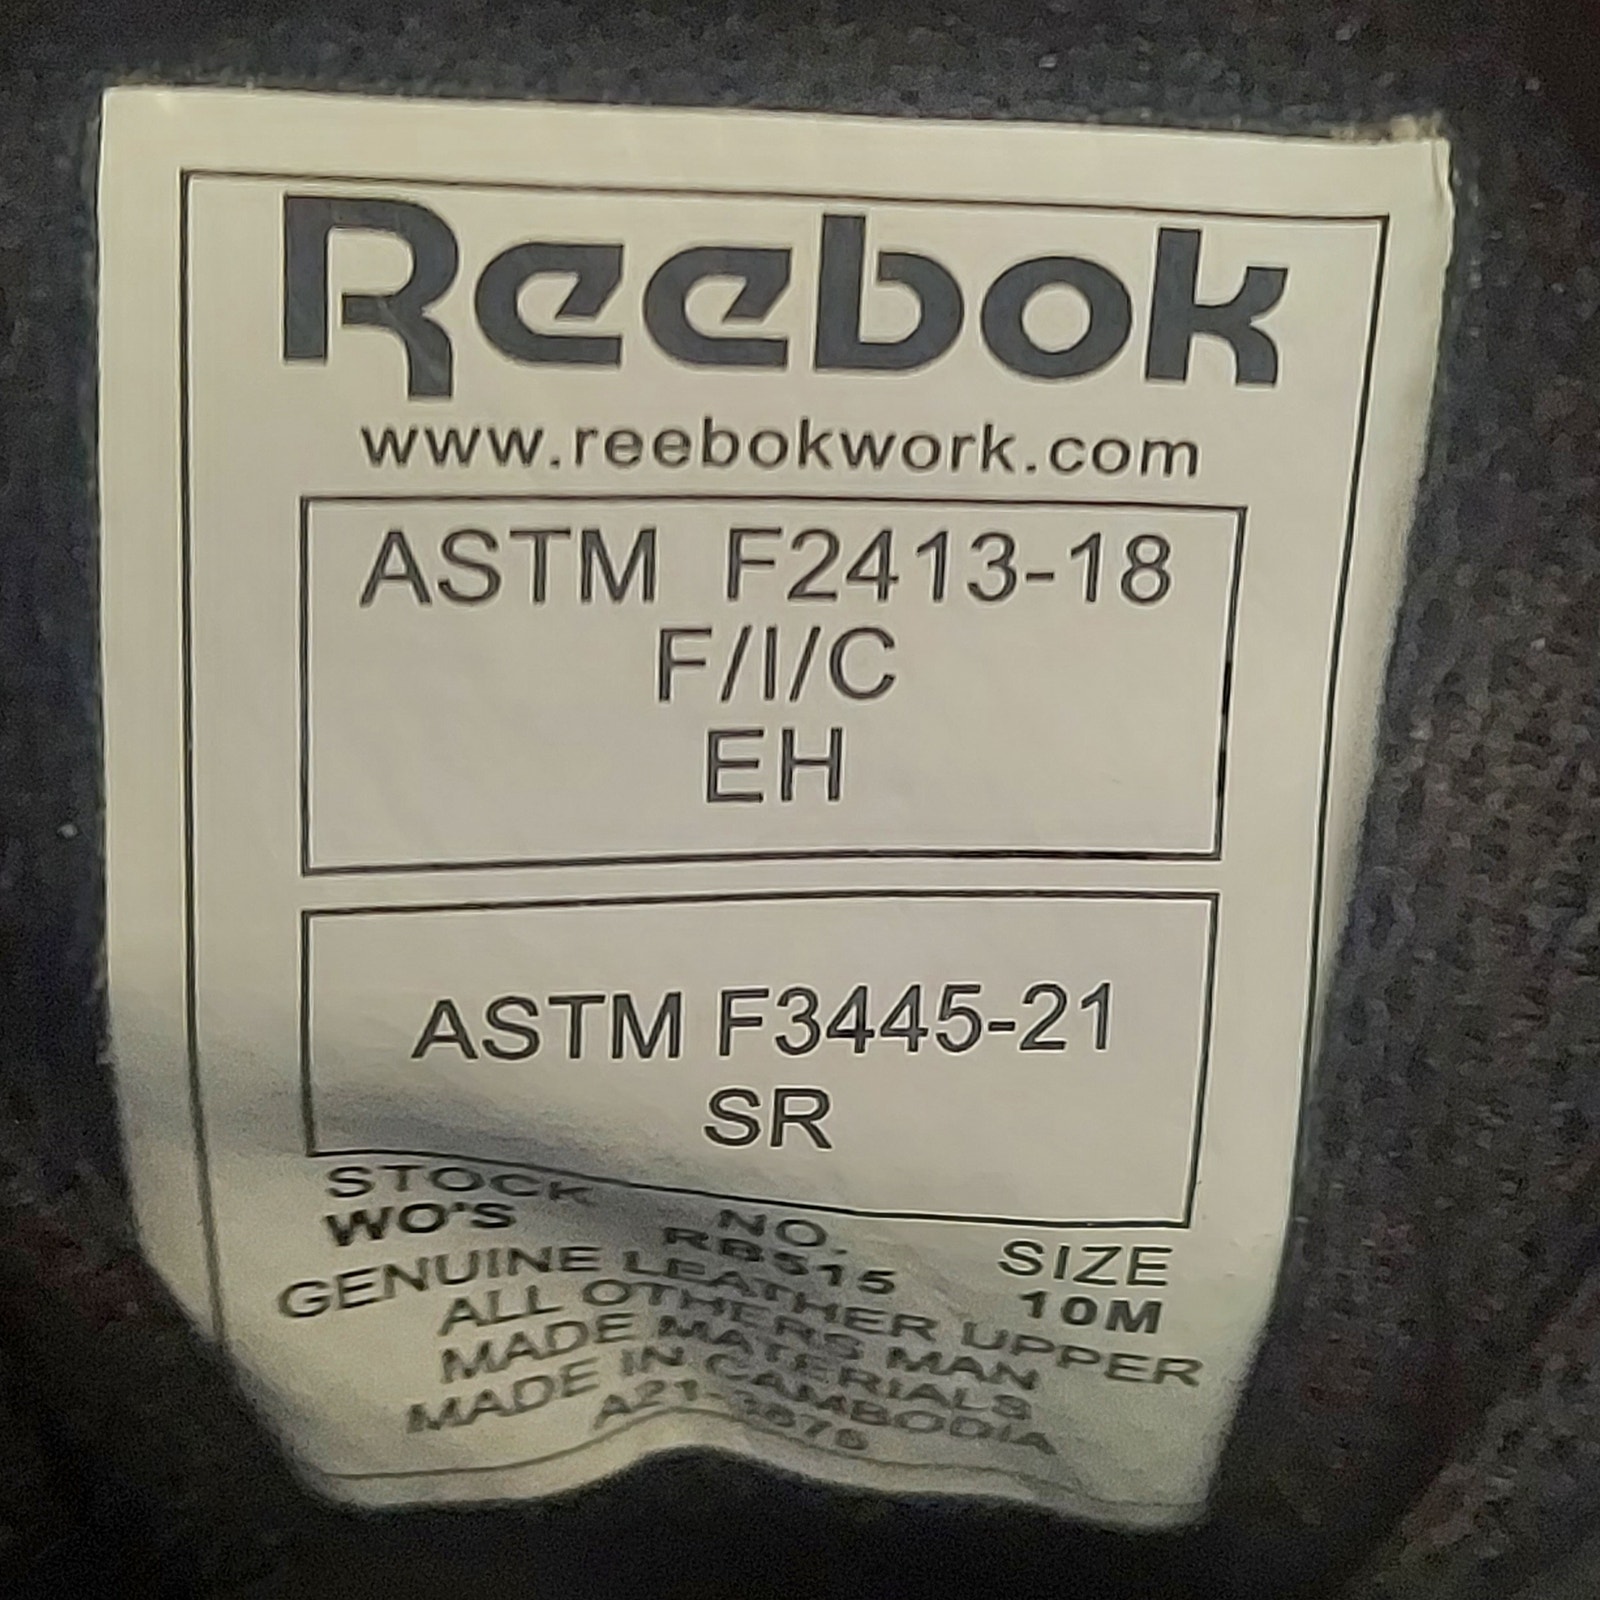 Reebok
www.reebokwork.com
ASTM F2413-18
F/I/C
EH
ASTM F3445-21
SR
STOCK NO. SIZE
WO'S RB515 10M
GENUINE LEATHER UPPER
ALL OTHERS MAN
MADE MATERIALS
MADE IN CAMBODIA